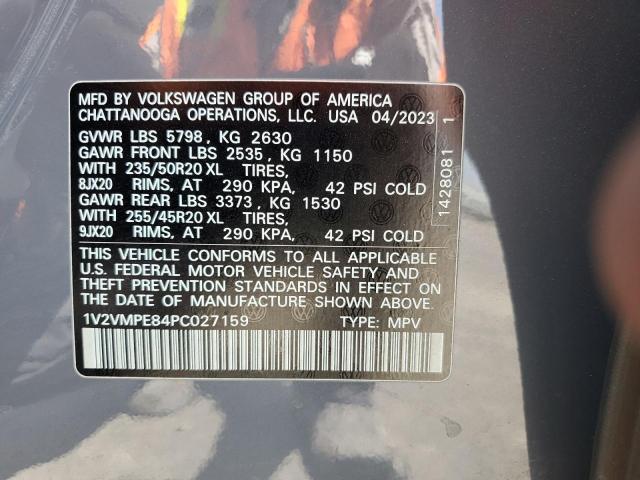 MFD BY VOLKSWAGEN GROUP OF AMERICA
CHATTANOOGA OPERATIONS, LLC. USA 04/2023
GVWR LBS 5798, KG 2630
GAWR FRONT LBS 2535, KG 1150
WITH 235/50R20 XL TIRES,
8JX20 RIMS, AT 290 KPA, 42 PSI COLD
GAWR REAR LBS 3373, KG 1530
WITH 255/45R20 XL TIRES,
9JX20 RIMS, AT 290 KPA, 42 PSI COLD
THIS VEHICLE CONFORMS TO ALL APPLICABLE
U.S. FEDERAL MOTOR VEHICLE SAFETY, AND
THEFT PREVENTION STANDARDS IN EFFECT ON
THE DATE OF MANUFACTURE SHOWN ABOVE.
1V2VMPE84PC027159 TYPE: MPV
1428081 1